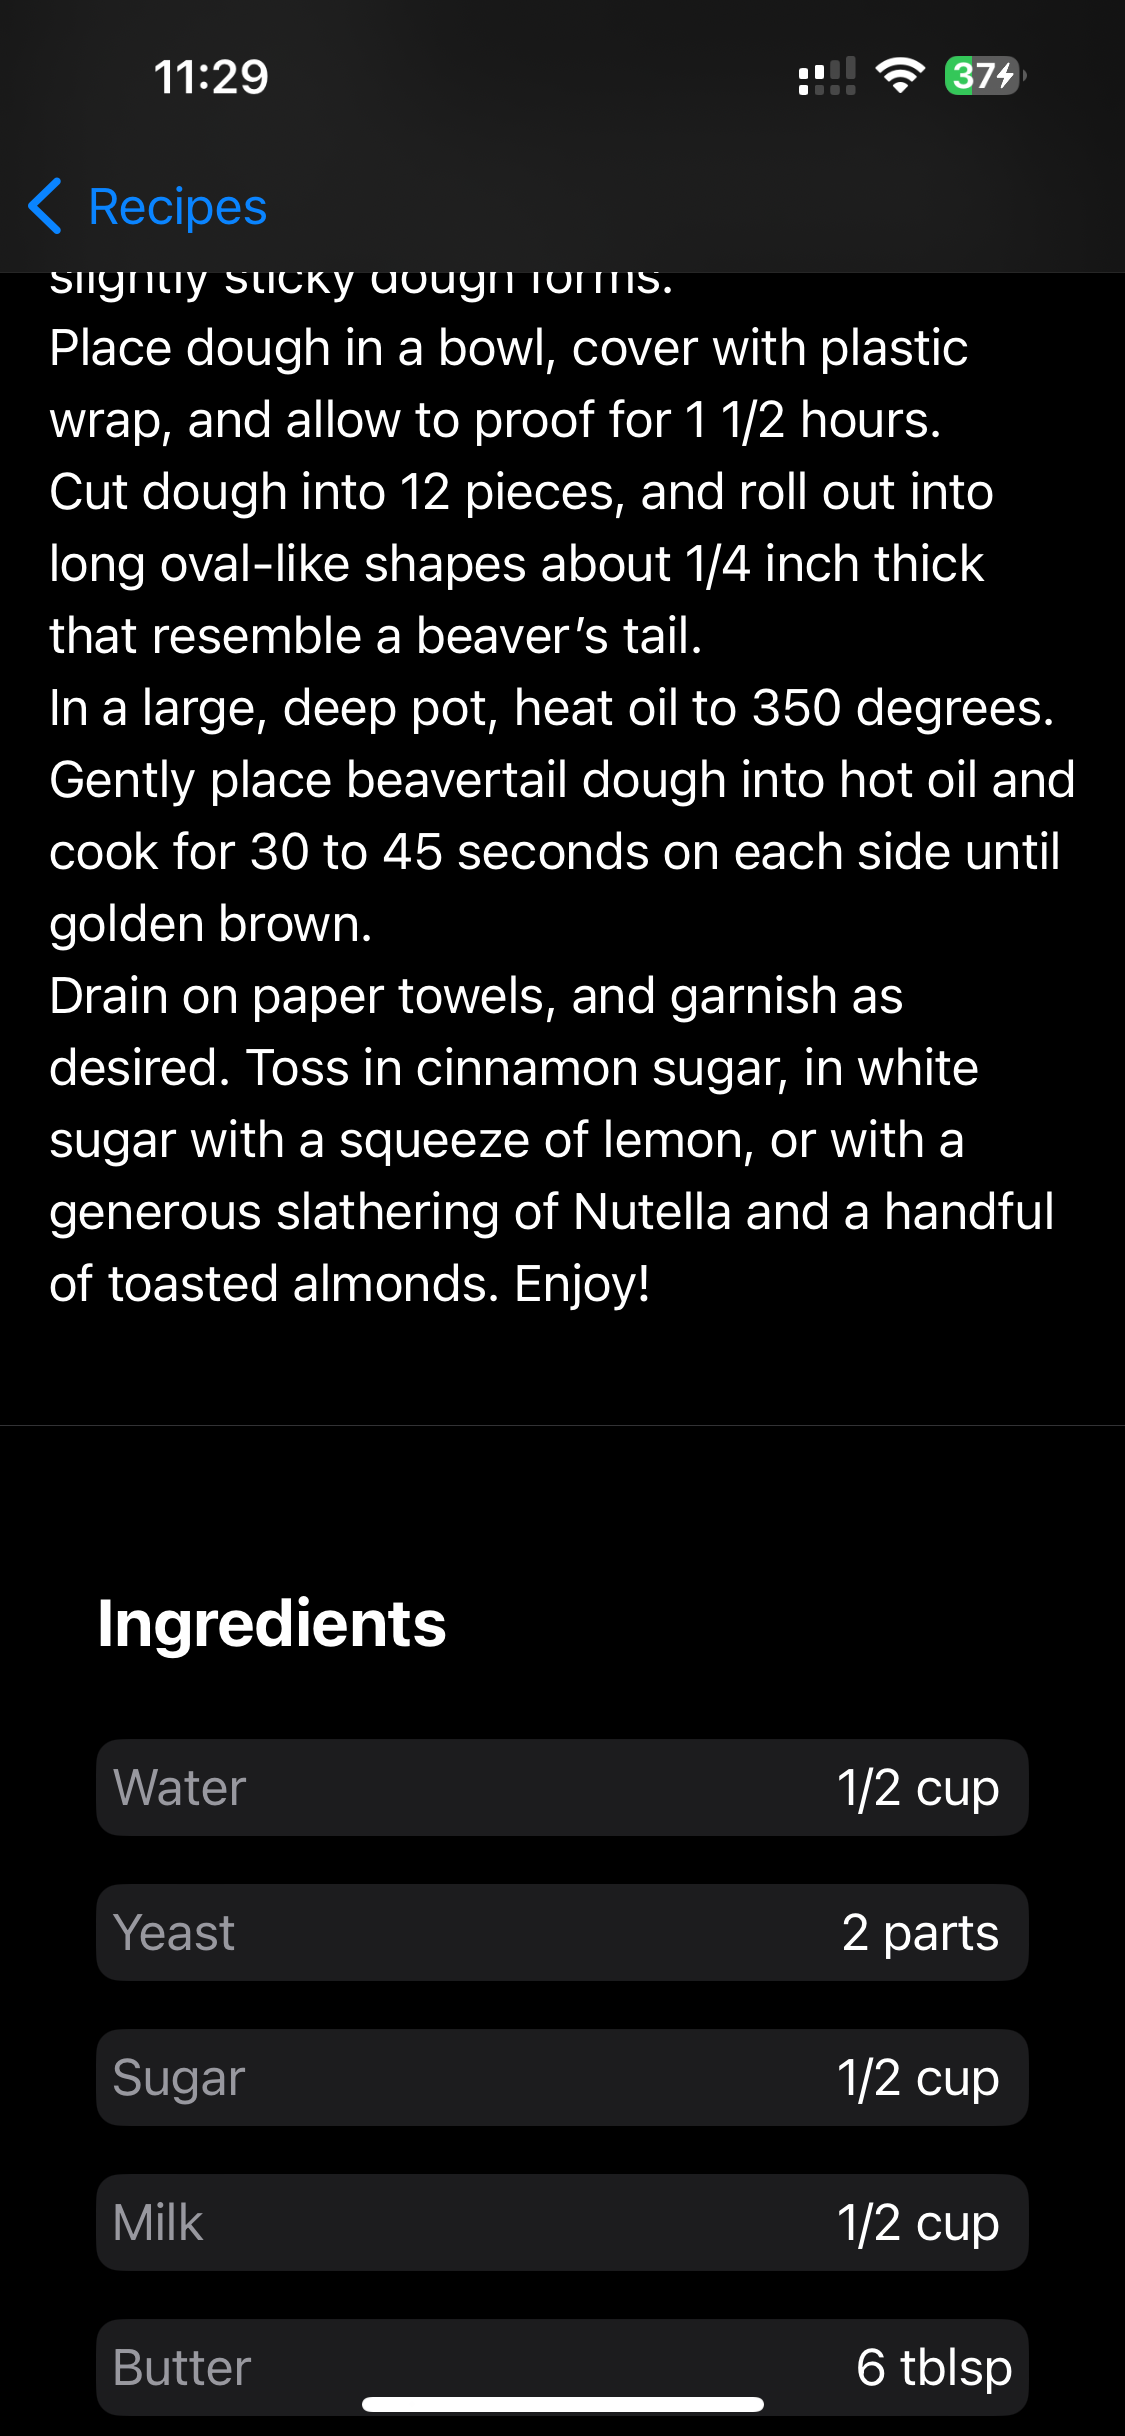 11:29
37
Recipes
slightly sticky dough forms.
Place dough in a bowl, cover with plastic
wrap, and allow to proof for 1 1/2 hours.
Cut dough into 12 pieces, and roll out into
long oval-like shapes about 1/4 inch thick
that resemble a beaver's tail.
In a large, deep pot, heat oil to 350 degrees.
Gently place beavertail dough into hot oil and
cook for 30 to 45 seconds on each side until
golden brown.
Drain on paper towels, and garnish as
desired. Toss in cinnamon sugar, in white
sugar with a squeeze of lemon, or with a
generous slathering of Nutella and a handful
of toasted almonds. Enjoy!
Ingredients
Water 1/2 cup
Yeast 2 parts
Sugar 1/2 cup
Milk 1/2 cup
Butter 6 tblsp